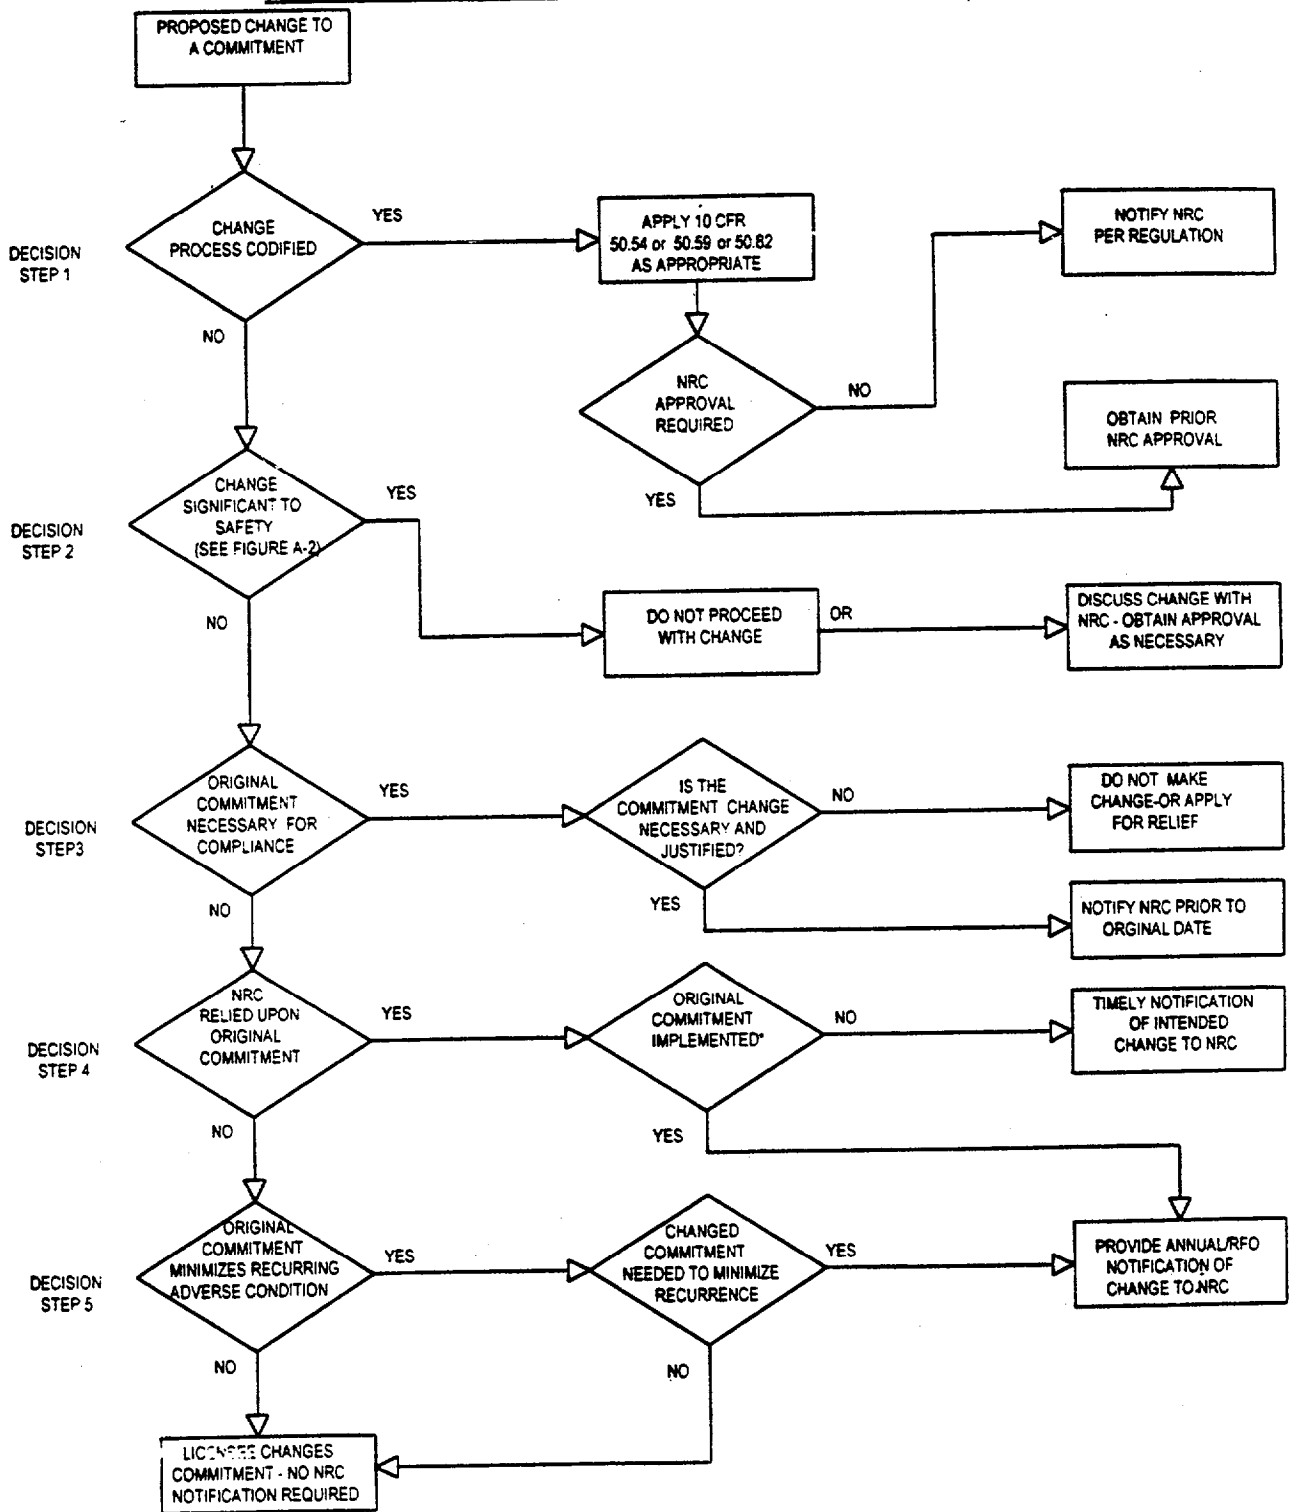 PROPOSED CHANGE TO
A COMMITMENT
DECISION
STEP 1
CHANGE
PROCESS CODIFIED
YES
NO
APPLY 10 CFR
50.54 or 50.59 or 50.82
AS APPROPRIATE
NRC
APPROVAL
REQUIRED
NO
YES
NOTIFY NRC
PER REGULATION
OBTAIN PRIOR
NRC APPROVAL
DECISION
STEP 2
CHANGE
SIGNIFICANT TO
SAFETY
(SEE FIGURE A-2)
YES
NO
DO NOT PROCEED
WITH CHANGE
OR
DISCUSS CHANGE WITH
NRC - OBTAIN APPROVAL
AS NECESSARY
DECISION
STEP3
ORIGINAL
COMMITMENT
NECESSARY FOR
COMPLIANCE
YES
NO
IS THE
COMMITMENT CHANGE
NECESSARY AND
JUSTIFIED?
NO
YES
DO NOT MAKE
CHANGE-OR APPLY
FOR RELIEF
NOTIFY NRC PRIOR TO
ORGINAL DATE
DECISION
STEP 4
NRC
RELIED UPON
ORIGINAL
COMMITMENT
YES
NO
ORIGINAL
COMMITMENT
IMPLEMENTED*
NO
YES
TIMELY NOTIFICATION
OF INTENDED
CHANGE TO NRC
DECISION
STEP 5
ORIGINAL
COMMITMENT
MINIMIZES RECURRING
ADVERSE CONDITION
YES
NO
CHANGED
COMMITMENT
NEEDED TO MINIMIZE
RECURRENCE
YES
NO
PROVIDE ANNUAL/RFO
NOTIFICATION OF
CHANGE TO NRC
LICENSEE CHANGES
COMMITMENT - NO NRC
NOTIFICATION REQUIRED